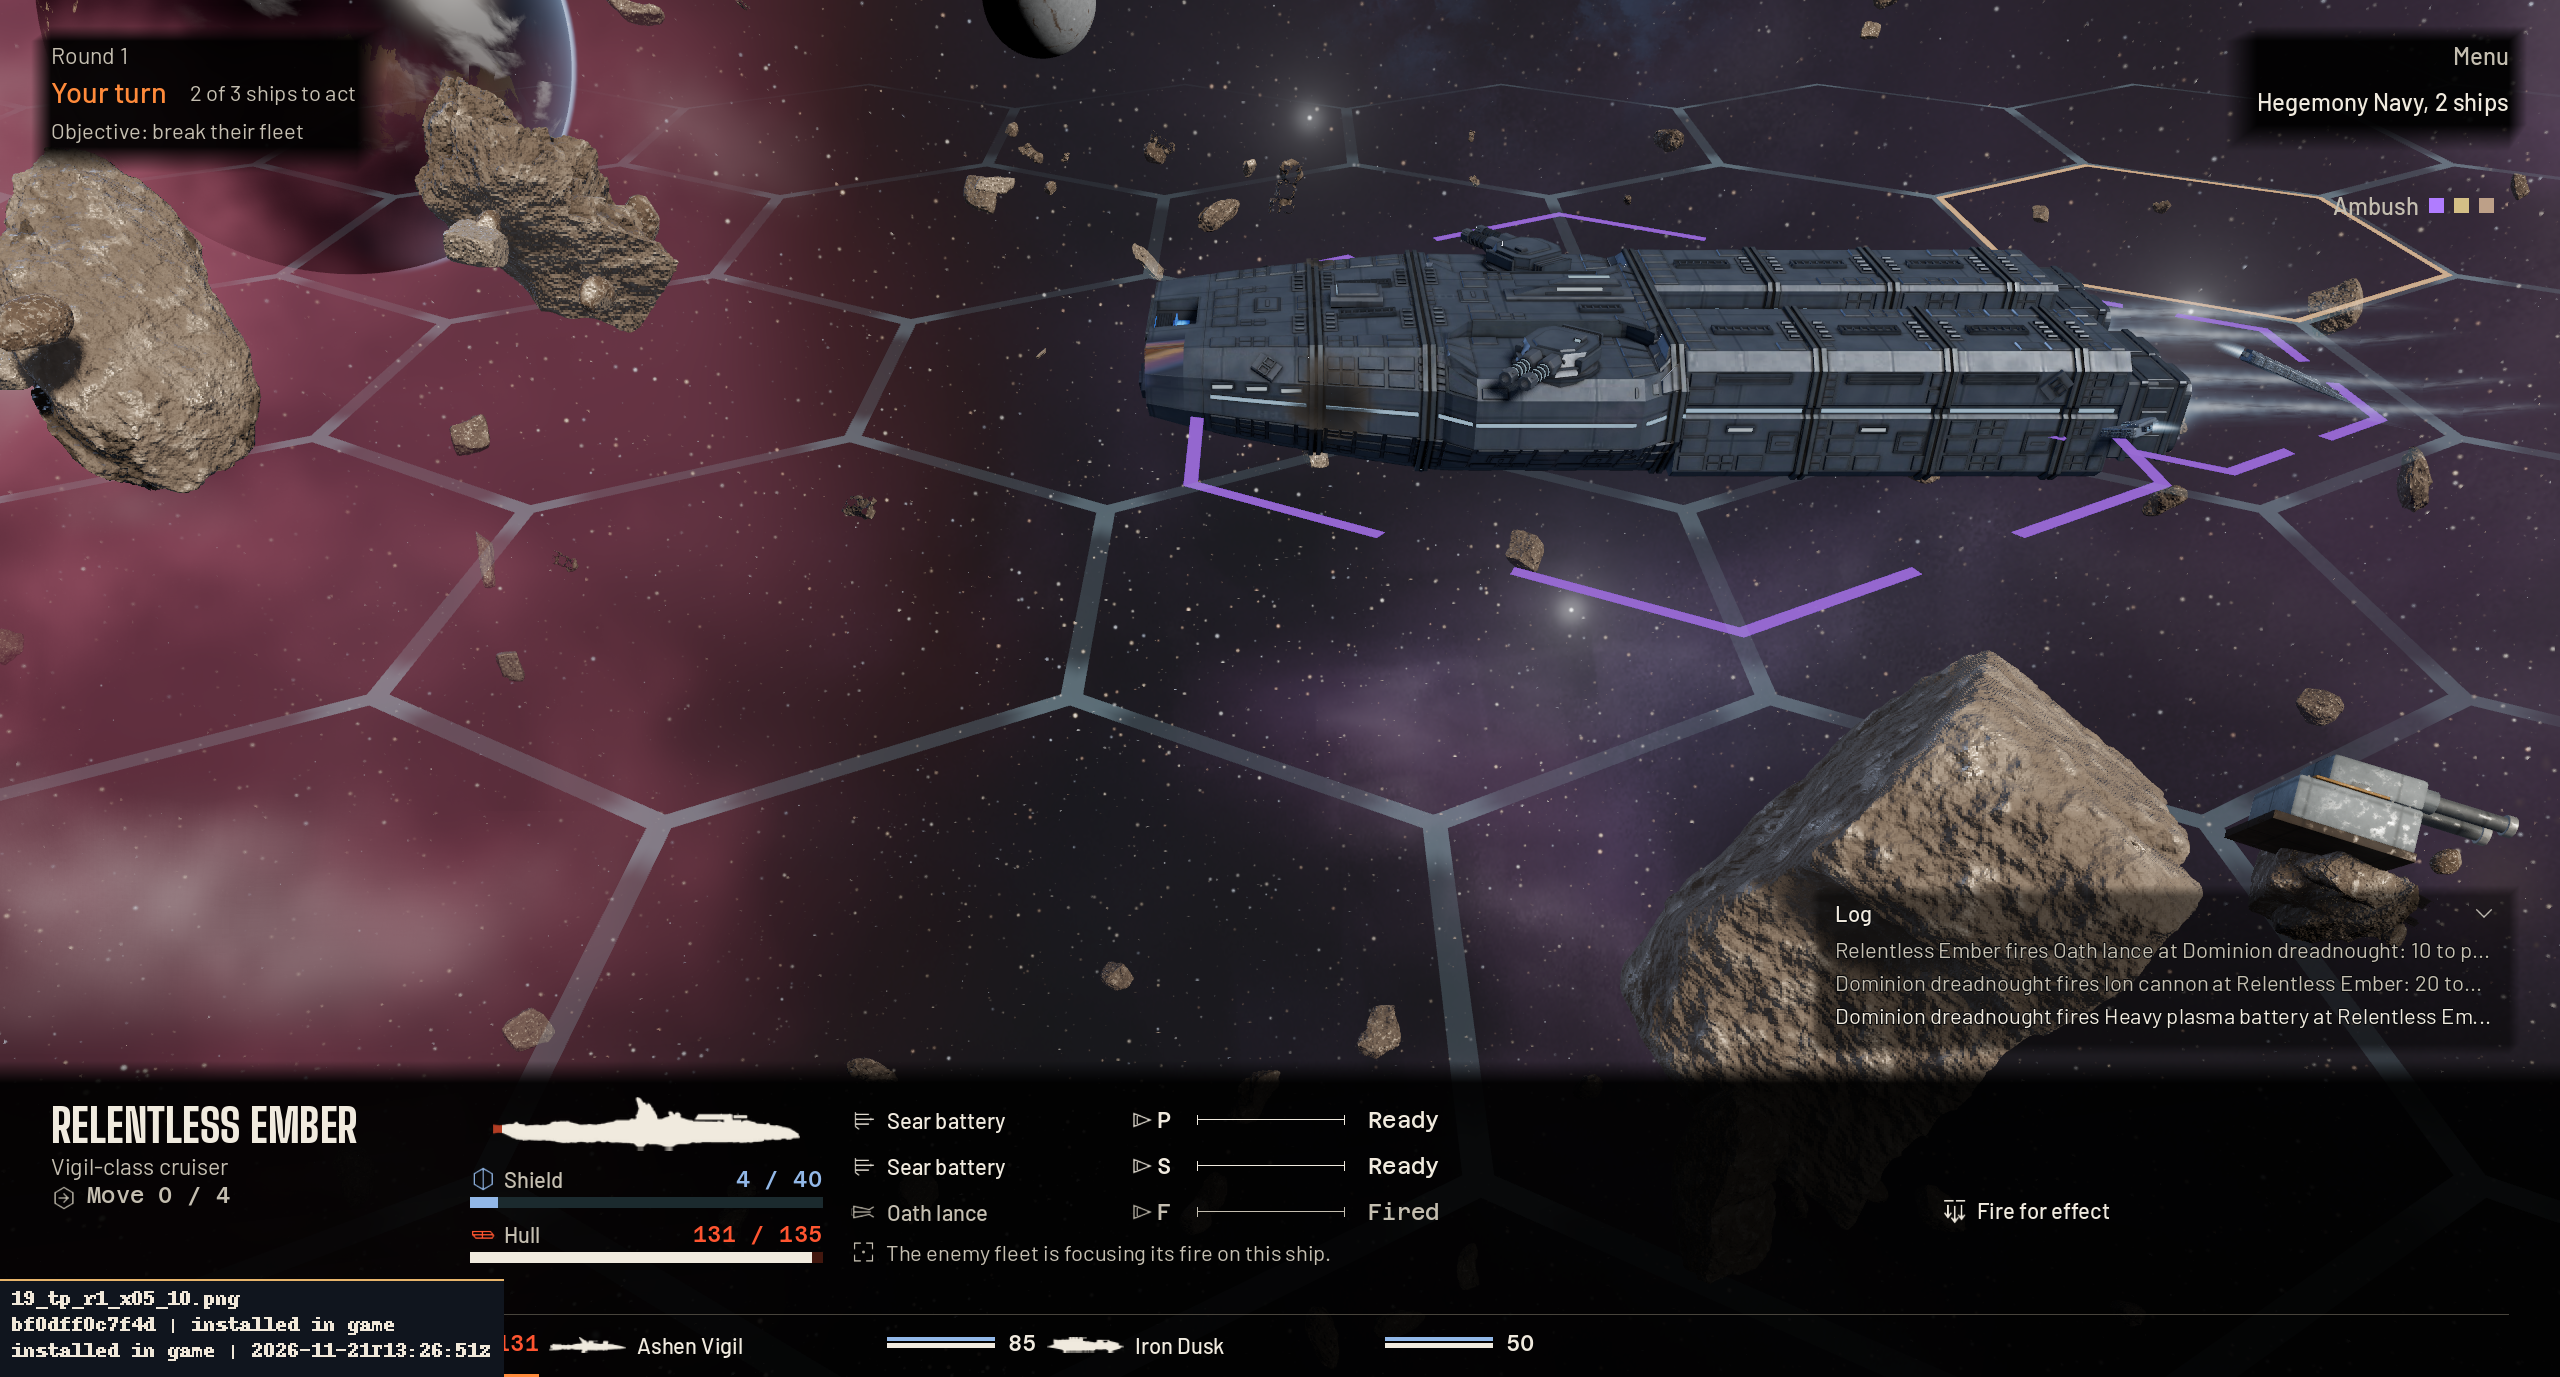 Round 1
Your turn 2 of 3 ships to act
Objective: break their fleet
Menu
Hegemony Navy, 2 ships
Ambush
Log
Relentless Ember fires Oath lance at Dominion dreadnought: 10 to p...
Dominion dreadnought fires Ion cannon at Relentless Ember: 20 to...
Dominion dreadnought fires Heavy plasma battery at Relentless Em...
RELENTLESS EMBER
Vigil-class cruiser
Move 0 / 4
Shield 4 / 40
Hull 131 / 135
Sear battery P Ready
Sear battery S Ready
Oath lance F Fired
The enemy fleet is focusing its fire on this ship.
Fire for effect
19_tp_r1_x05_10.png
bf0dff0c7f4d | installed in game
installed in game | 2026-11-21T13:26:51Z
131 Ashen Vigil 85 Iron Dusk 50